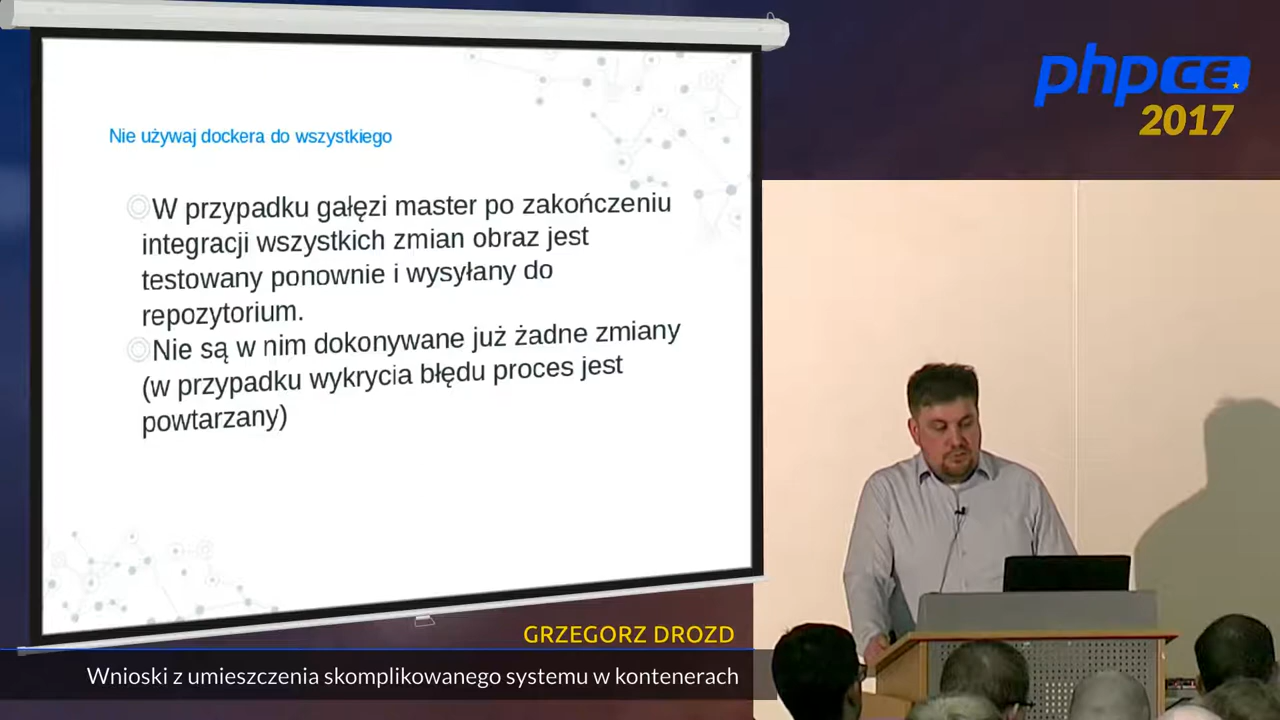 phpCE
2017
Nie używaj dockera do wszystkiego
W przypadku gałęzi master po zakończeniu
integracji wszystkich zmian obraz jest
testowany ponownie i wysyłany do
repozytorium.
Nie są w nim dokonywane już żadne zmiany
(w przypadku wykrycia błędu proces jest
powtarzany)
GRZEGORZ DROZD
Wnioski z umieszczenia skomplikowanego systemu w kontenerach